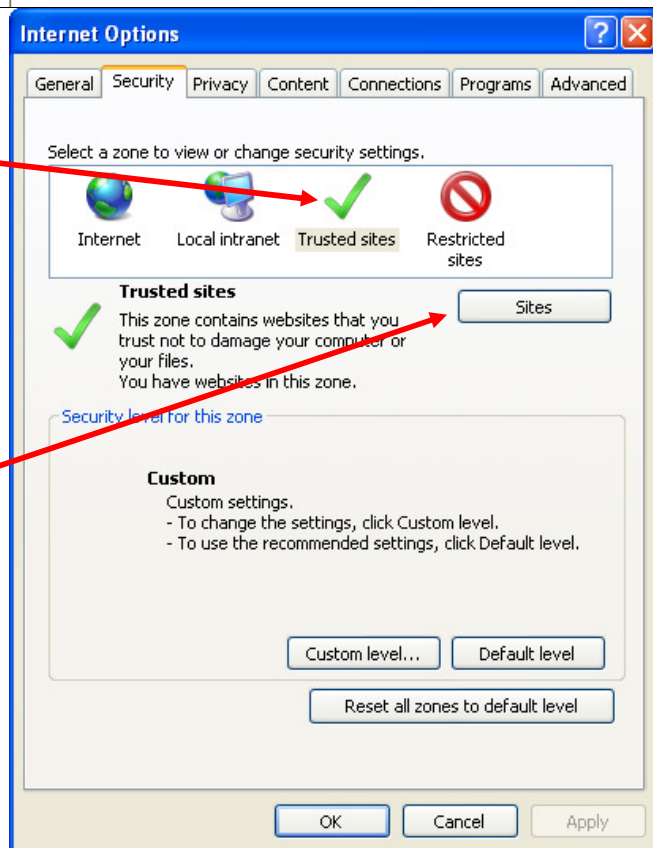 Internet Options
General Security Privacy Content Connections Programs Advanced
Select a zone to view or change security settings.
Internet Local intranet Trusted sites Restricted
sites
Trusted sites
Sites
This zone contains websites that you
trust not to damage your computer or
your files.
You have websites in this zone.
Security level for this zone
Custom
Custom settings.
- To change the settings, click Custom level.
- To use the recommended settings, click Default level.
Custom level... Default level
Reset all zones to default level
OK Cancel Apply